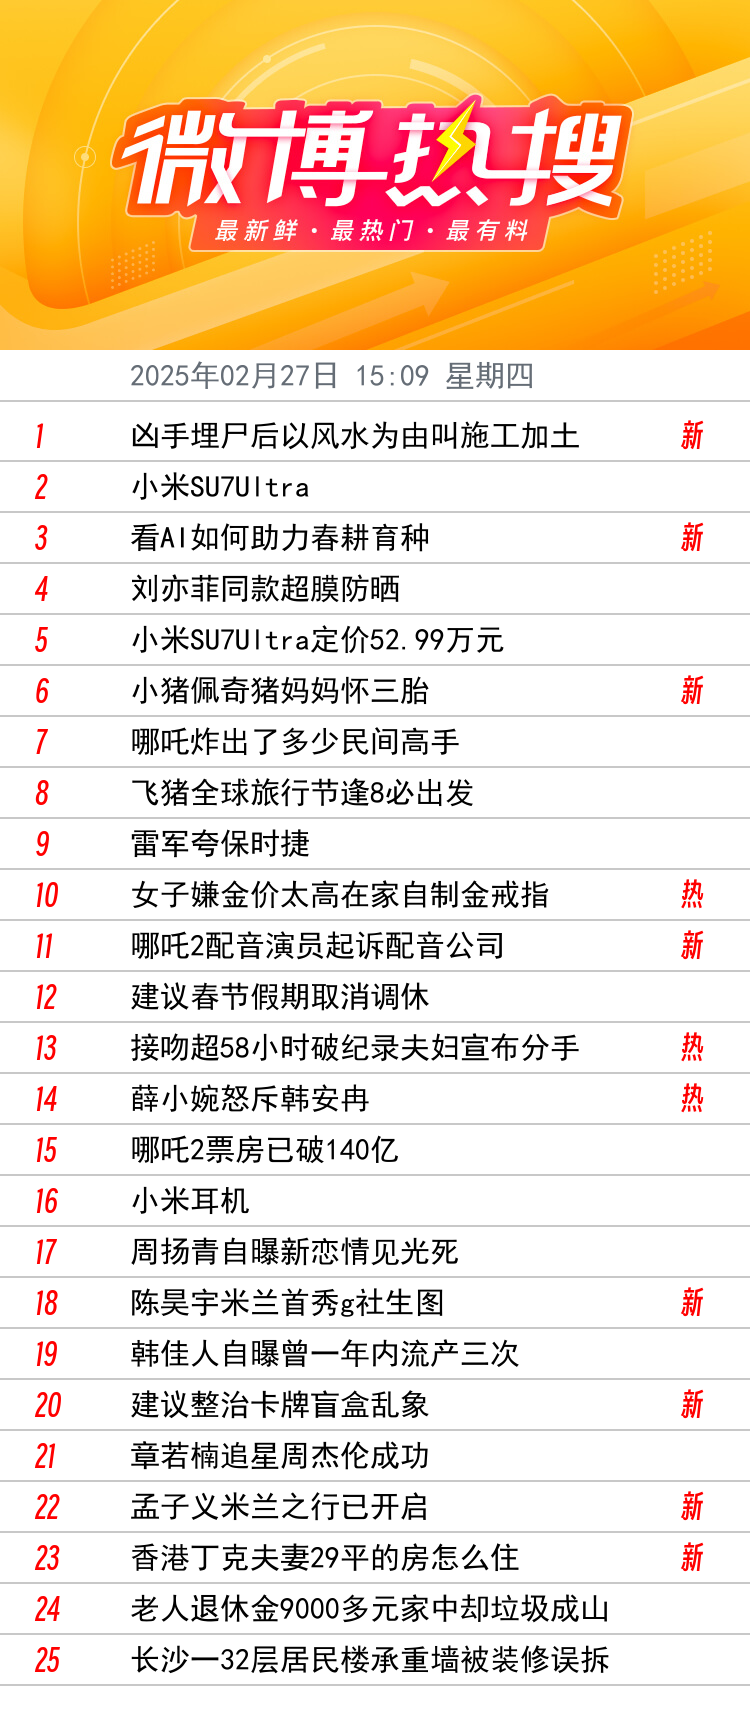 微博热搜
最新鲜·最热门·最有料
2025年02月27日 15:09 星期四
1 凶手埋尸后以风水为由叫施工加土 新
2 小米SU7Ultra
3 看AI如何助力春耕育种 新
4 刘亦菲同款超膜防晒
5 小米SU7Ultra定价52.99万元
6 小猪佩奇猪妈妈怀三胎 新
7 哪吒炸出了多少民间高手
8 飞猪全球旅行节逢8必出发
9 雷军夸保时捷
10 女子嫌金价太高在家自制金戒指 热
11 哪吒2配音演员起诉配音公司 新
12 建议春节假期取消调休
13 接吻超58小时破纪录夫妇宣布分手 热
14 薛小婉怒斥韩安冉 热
15 哪吒2票房已破140亿
16 小米耳机
17 周扬青自曝新恋情见光死
18 陈昊宇米兰首秀g社生图 新
19 韩佳人自曝曾一年内流产三次
20 建议整治卡牌盲盒乱象 新
21 章若楠追星周杰伦成功
22 孟子义米兰之行已开启 新
23 香港丁克夫妻29平的房怎么住 新
24 老人退休金9000多元家中却垃圾成山
25 长沙一32层居民楼承重墙被装修误拆